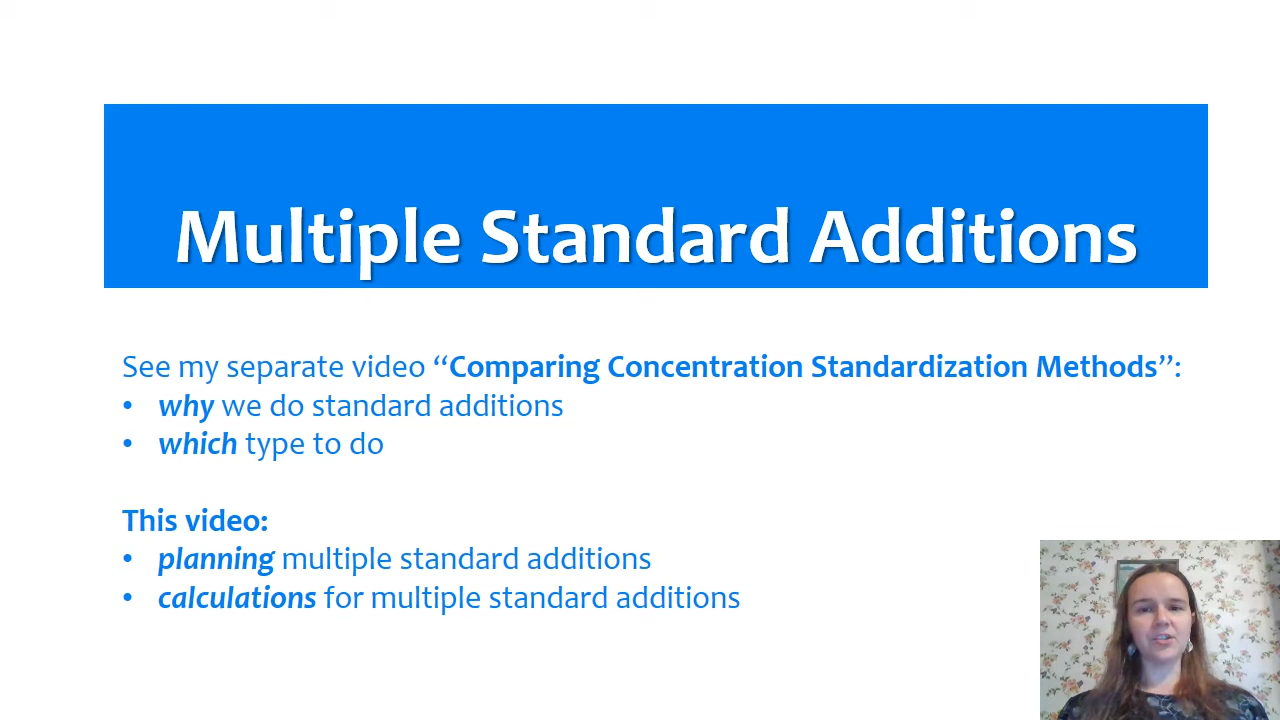 Multiple Standard Additions
See my separate video “Comparing Concentration Standardization Methods”:
• why we do standard additions
• which type to do
This video:
• planning multiple standard additions
• calculations for multiple standard additions